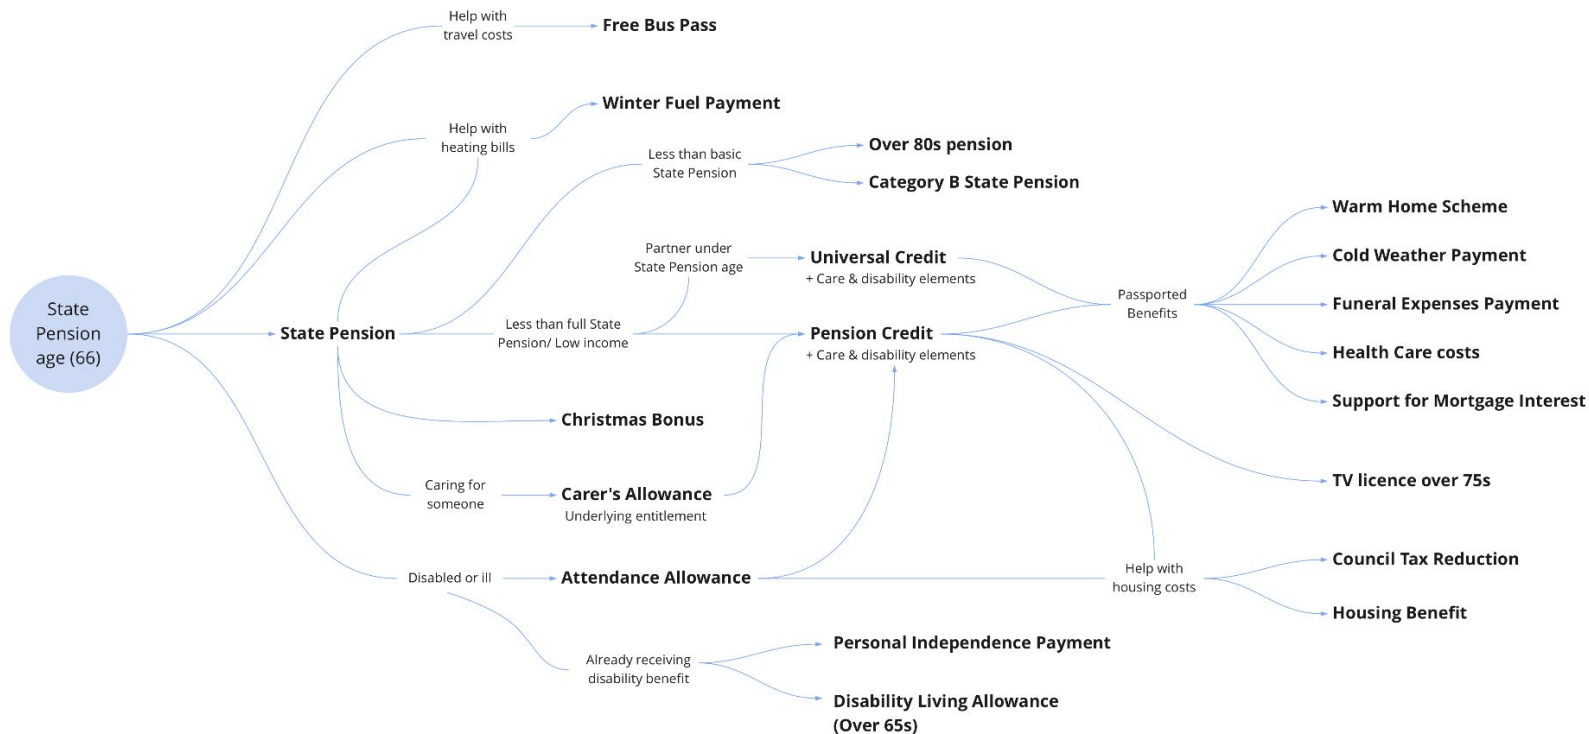 State
Pension
age (66)
Help with
travel costs
Free Bus Pass
Help with
heating bills
Winter Fuel Payment
State Pension
Less than basic
State Pension
Over 80s pension
Category B State Pension
Less than full State
Pension/ Low income
Partner under
State Pension age
Universal Credit
+ Care & disability elements
Pension Credit
+ Care & disability elements
Christmas Bonus
Caring for
someone
Carer's Allowance
Underlying entitlement
Disabled or ill
Attendance Allowance
Already receiving
disability benefit
Personal Independence Payment
Disability Living Allowance
(Over 65s)
Passported
Benefits
Warm Home Scheme
Cold Weather Payment
Funeral Expenses Payment
Health Care costs
Support for Mortgage Interest
TV licence over 75s
Help with
housing costs
Council Tax Reduction
Housing Benefit